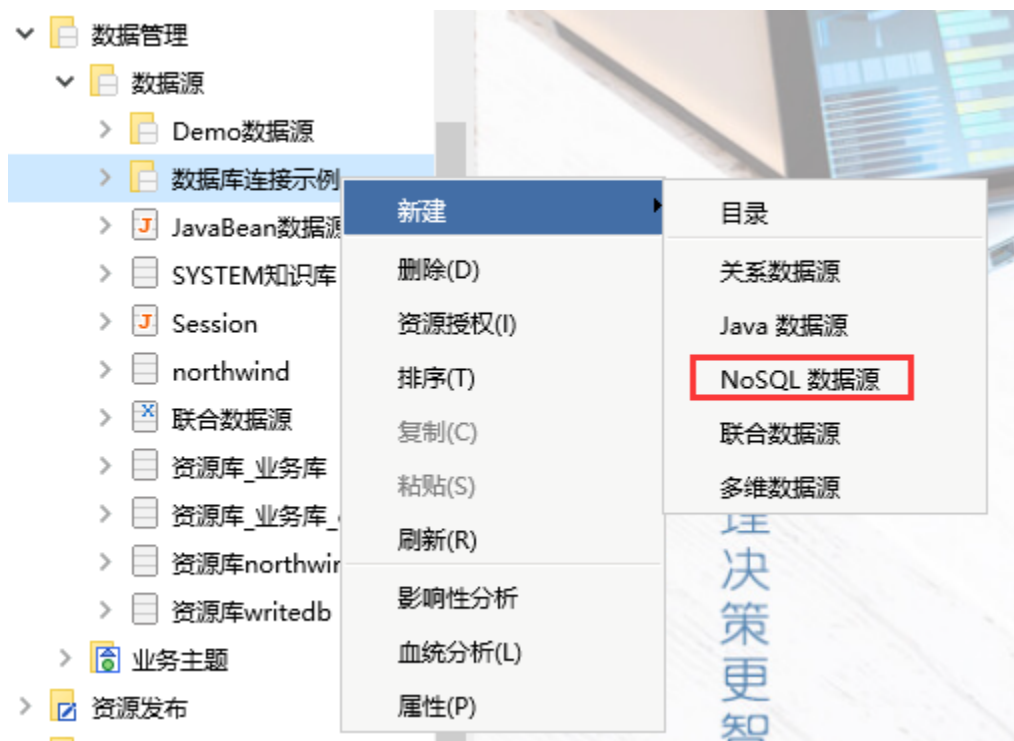 数据管理
数据源
Demo数据源
数据库连接示例
JavaBean数据源
SYSTEM知识库
Session
northwind
联合数据源
资源库_业务库
资源库_业务库_
资源库northwin
资源库writedb
业务主题
资源发布
新建
删除(D)
资源授权(I)
排序(T)
复制(C)
粘贴(S)
刷新(R)
影响性分析
血统分析(L)
属性(P)
目录
关系数据源
Java 数据源
NoSQL 数据源
联合数据源
多维数据源
理
决
策
更
智